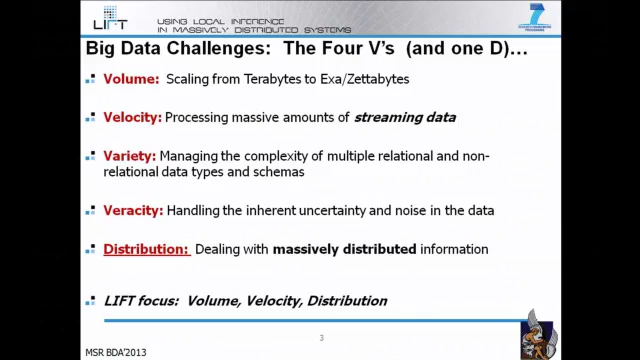 LIFT
USING LOCAL INFERENCE
IN MASSIVELY DISTRIBUTED SYSTEMS
Big Data Challenges: The Four V's (and one D)…
Volume: Scaling from Terabytes to Exa/Zettabytes
Velocity: Processing massive amounts of streaming data
Variety: Managing the complexity of multiple relational and non-
relational data types and schemas
Veracity: Handling the inherent uncertainty and noise in the data
Distribution: Dealing with massively distributed information
LIFT focus: Volume, Velocity, Distribution
3
MSR BDA'2013